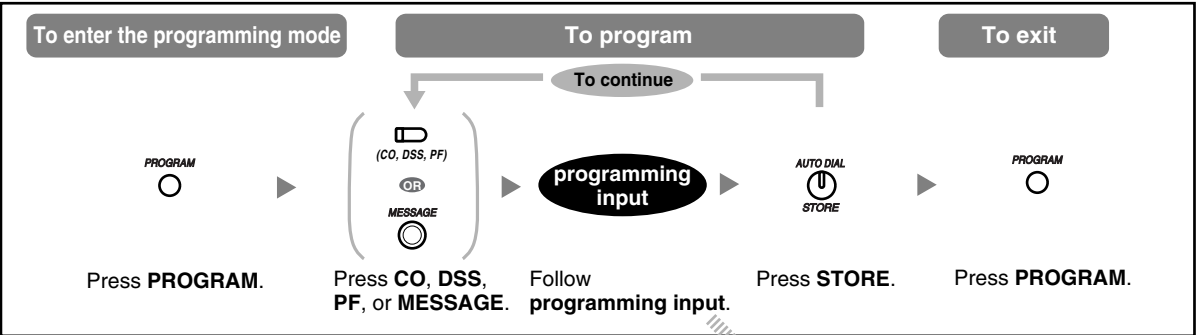 To enter the programming mode
To program
To exit
To continue
PROGRAM
(CO, DSS, PF)
OR
MESSAGE
programming
input
AUTO DIAL
STORE
PROGRAM
Press PROGRAM.
Press CO, DSS,
PF, or MESSAGE.
Follow
programming input.
Press STORE.
Press PROGRAM.